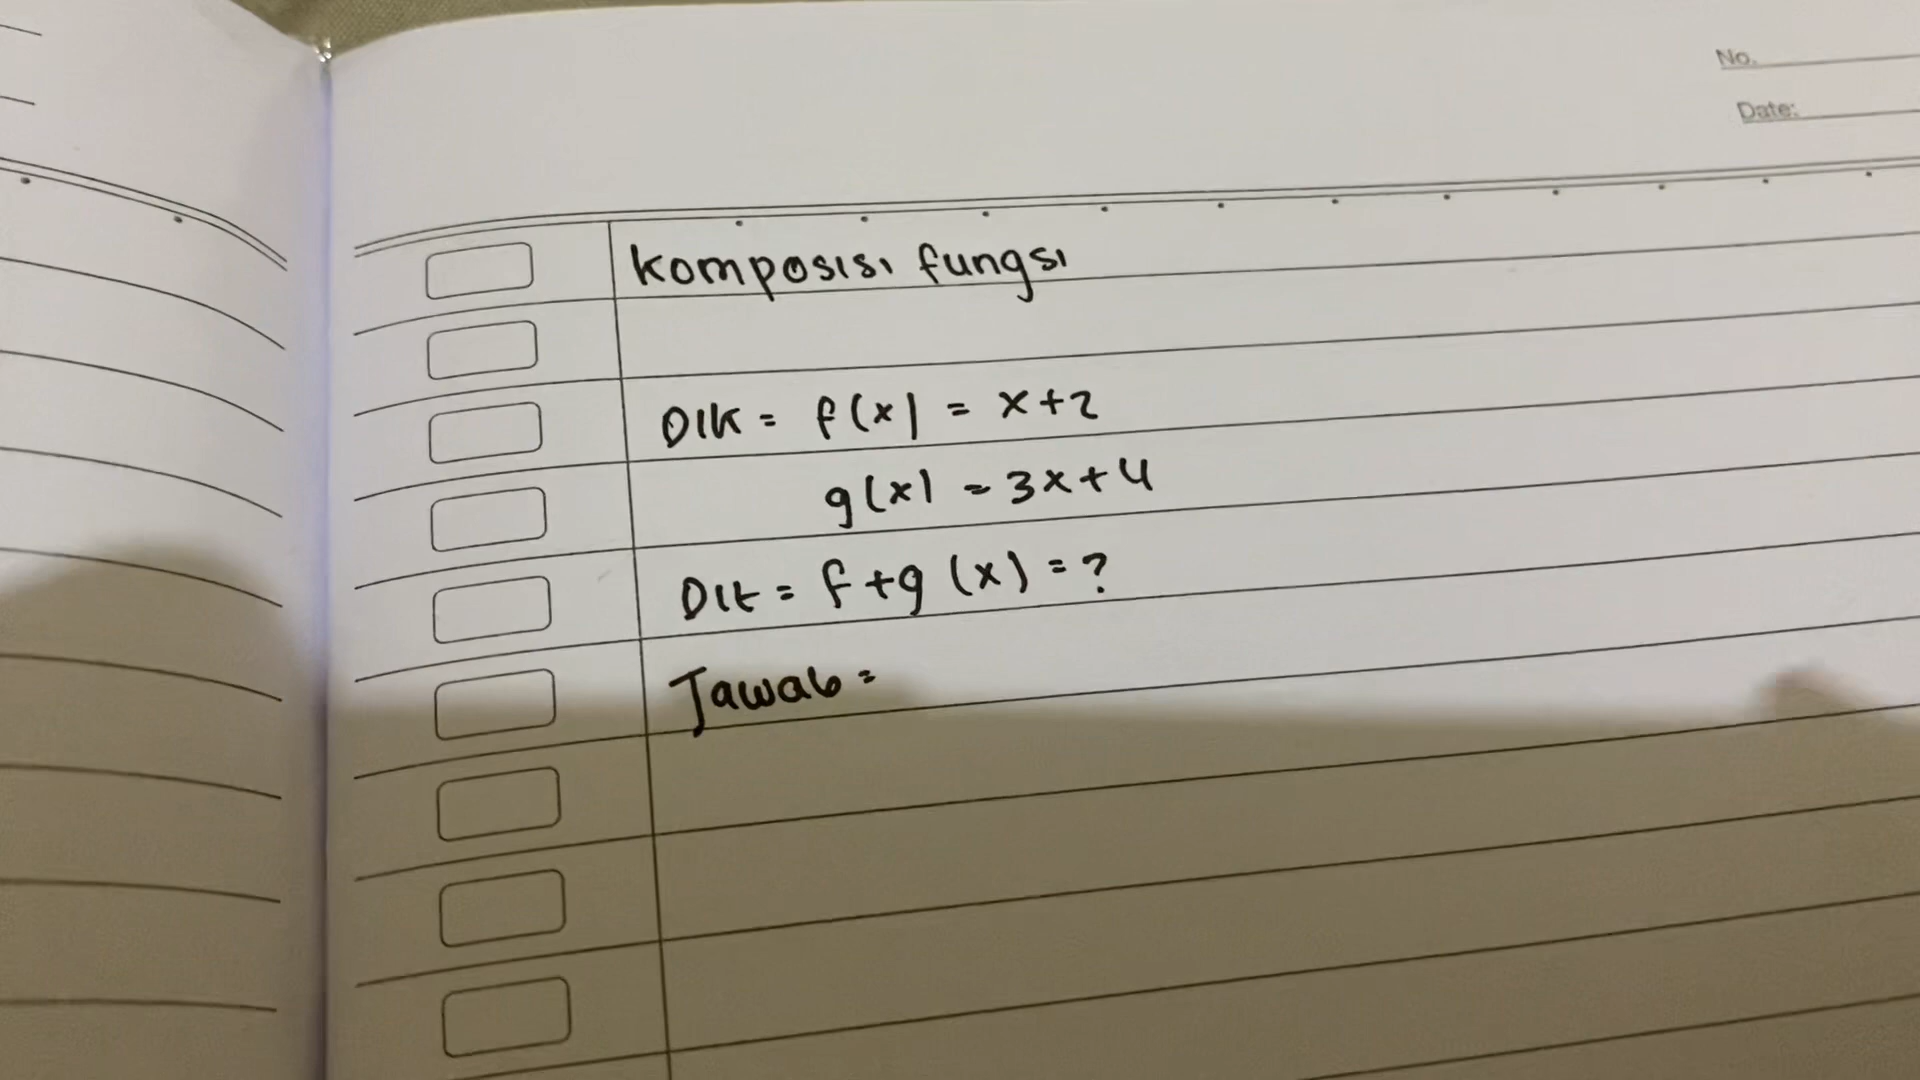 No.
Date:
Komposisi fungsi
Dik = f(x) = x+2
g(x) = 3x+4
Dit = f+g (x) = ?
Jawab =